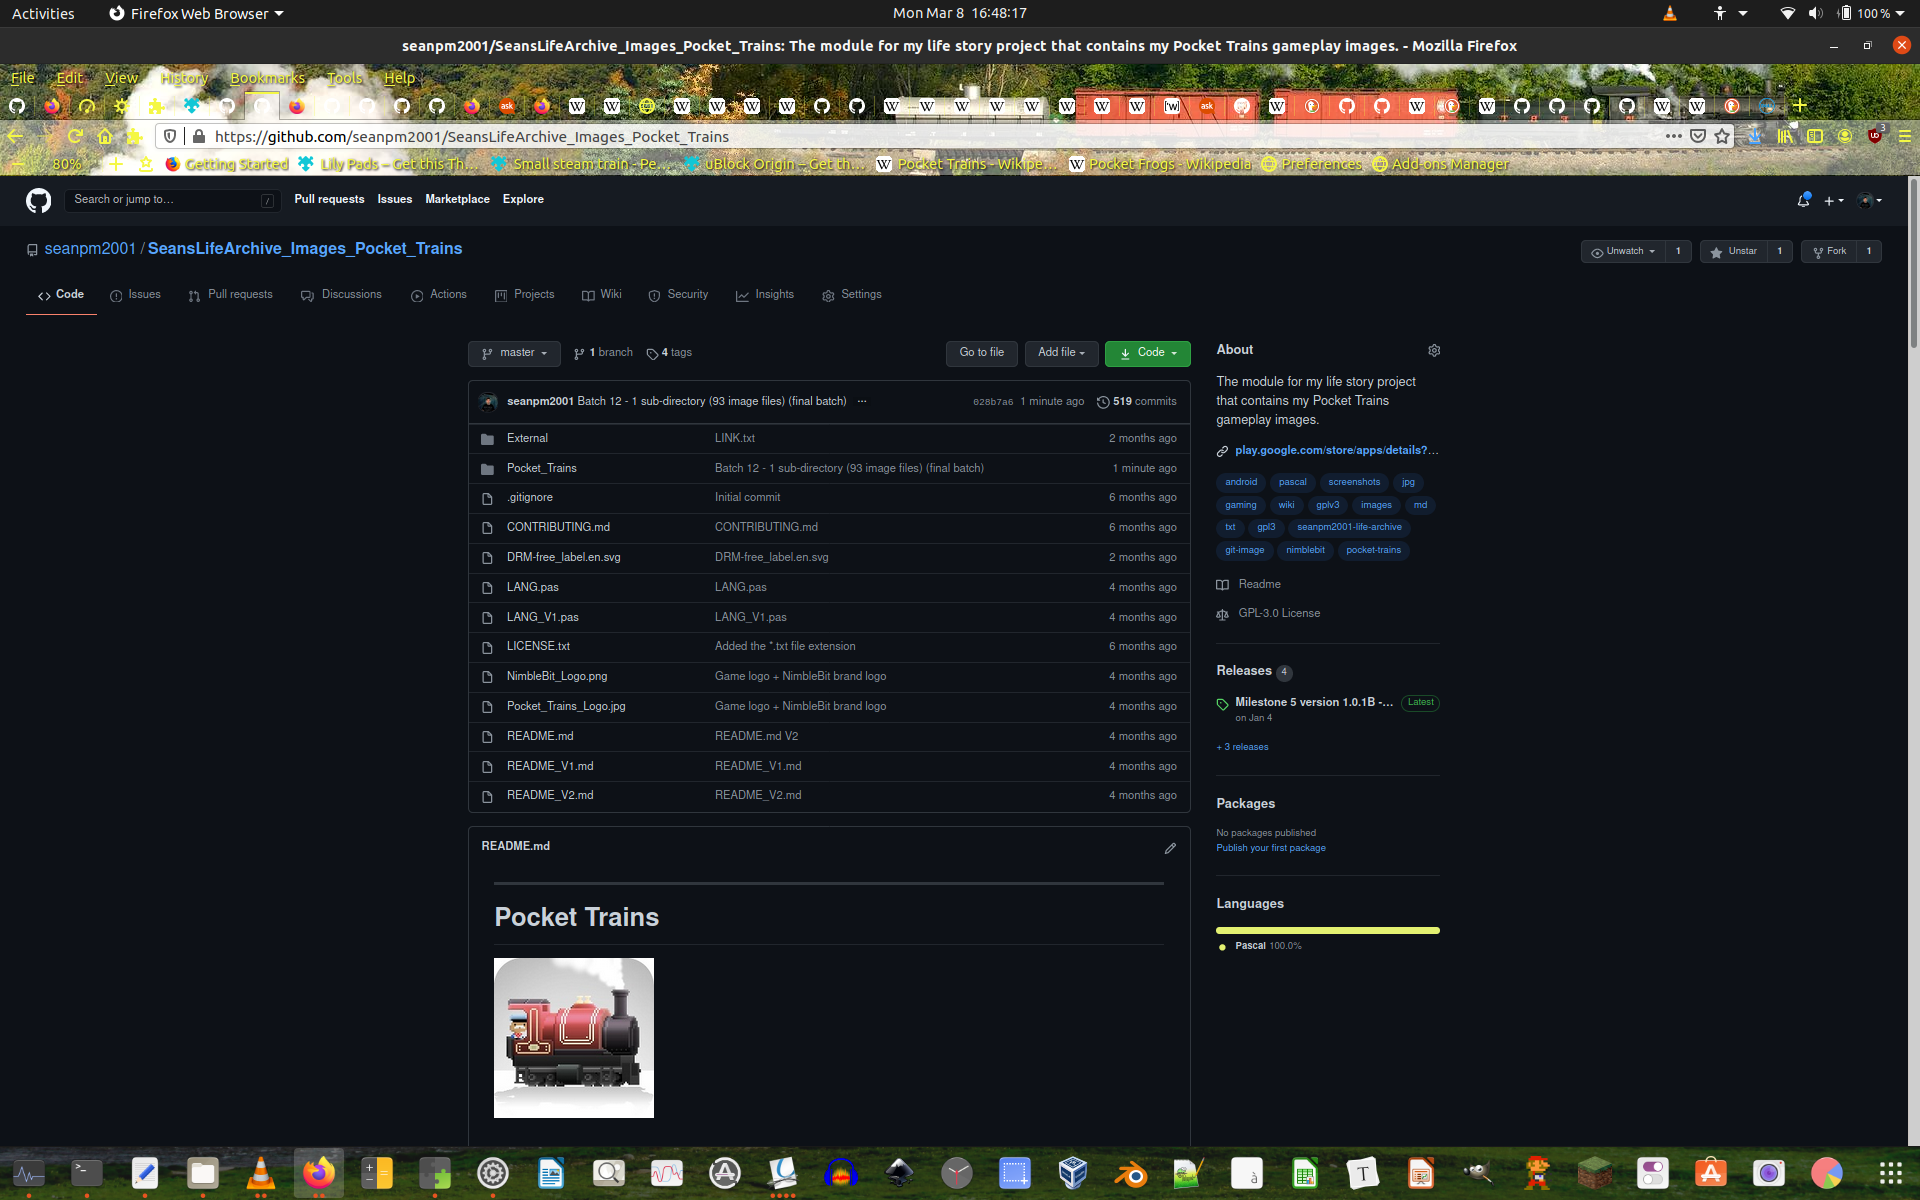 Activities Firefox Web Browser Mon Mar 8 16:48:17 100 %
seanpm2001/SeansLifeArchive_Images_Pocket_Trains: The module for my life story project that contains my Pocket Trains gameplay images. - Mozilla Firefox
File Edit View History Bookmarks Tools Help
https://github.com/seanpm2001/SeansLifeArchive_Images_Pocket_Trains 3
80% Getting Started Lily Pads – Get this Th… Small steam train - Pe… uBlock Origin – Get th… Pocket Trains - Wikipe… Pocket Frogs - Wikipedia Preferences Add-ons Manager
Search or jump to… / Pull requests Issues Marketplace Explore
seanpm2001 / SeansLifeArchive_Images_Pocket_Trains Unwatch 1 Unstar 1 Fork 1
Code Issues Pull requests Discussions Actions Projects Wiki Security Insights Settings
master 1 branch 4 tags Go to file Add file Code
seanpm2001 Batch 12 - 1 sub-directory (93 image files) (final batch) … 028b7a6 1 minute ago 519 commits
External LINK.txt 2 months ago
Pocket_Trains Batch 12 - 1 sub-directory (93 image files) (final batch) 1 minute ago
.gitignore Initial commit 6 months ago
CONTRIBUTING.md CONTRIBUTING.md 6 months ago
DRM-free_label.en.svg DRM-free_label.en.svg 2 months ago
LANG.pas LANG.pas 4 months ago
LANG_V1.pas LANG_V1.pas 4 months ago
LICENSE.txt Added the *.txt file extension 6 months ago
NimbleBit_Logo.png Game logo + NimbleBit brand logo 4 months ago
Pocket_Trains_Logo.jpg Game logo + NimbleBit brand logo 4 months ago
README.md README.md V2 4 months ago
README_V1.md README_V1.md 4 months ago
README_V2.md README_V2.md 4 months ago
README.md
Pocket Trains
About
The module for my life story project
that contains my Pocket Trains
gameplay images.
play.google.com/store/apps/details?…
android pascal screenshots jpg
gaming wiki gplv3 images md
txt gpl3 seanpm2001-life-archive
git-image nimblebit pocket-trains
Readme
GPL-3.0 License
Releases 4
Milestone 5 version 1.0.1B -… Latest
on Jan 4
+ 3 releases
Packages
No packages published
Publish your first package
Languages
Pascal 100.0%